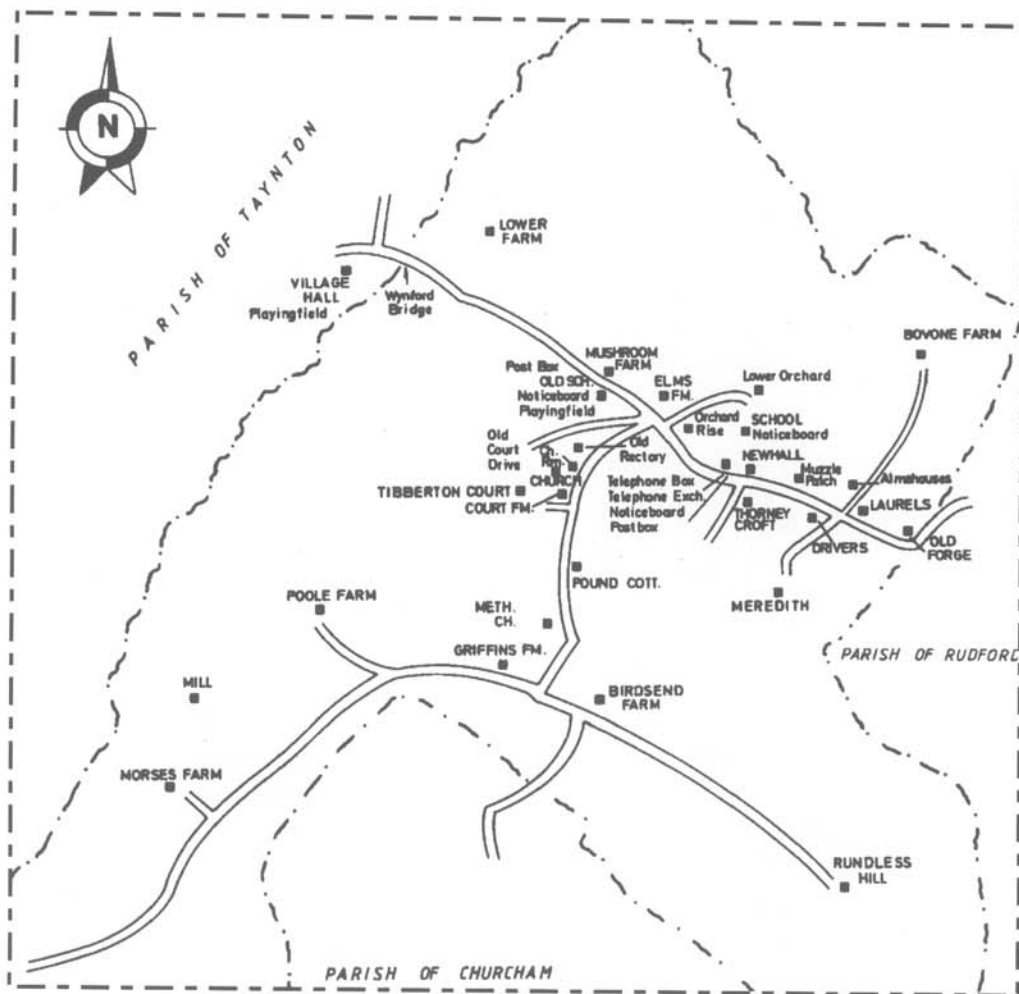 N
PARISH OF TAYNTON
LOWER
FARM
VILLAGE
HALL
Playingfield
Wynford
Bridge
BOVONE FARM
MUSHROOM
FARM
Post Box
OLD SCH.
Noticeboard
Playingfield
ELMS
FM.
Lower Orchard
Orchard
Rise
SCHOOL
Noticeboard
Old
Court
Drive
Ch.
Rm.
Old
Rectory
CHURCH
TIBBERTON COURT
COURT FM.
NEWHALL
Telephone Box
Telephone Exch.
Noticeboard
Postbox
Muzzle
Patch
Almshouses
THORNEY
CROFT
LAURELS
DRIVERS
OLD
FORGE
POUND COTT.
MEREDITH
POOLE FARM
METH.
CH.
GRIFFINS FM.
PARISH OF RUDFORD
MILL
BIRDSEND
FARM
MORSES FARM
RUNDLESS
HILL
PARISH OF CHURCHAM